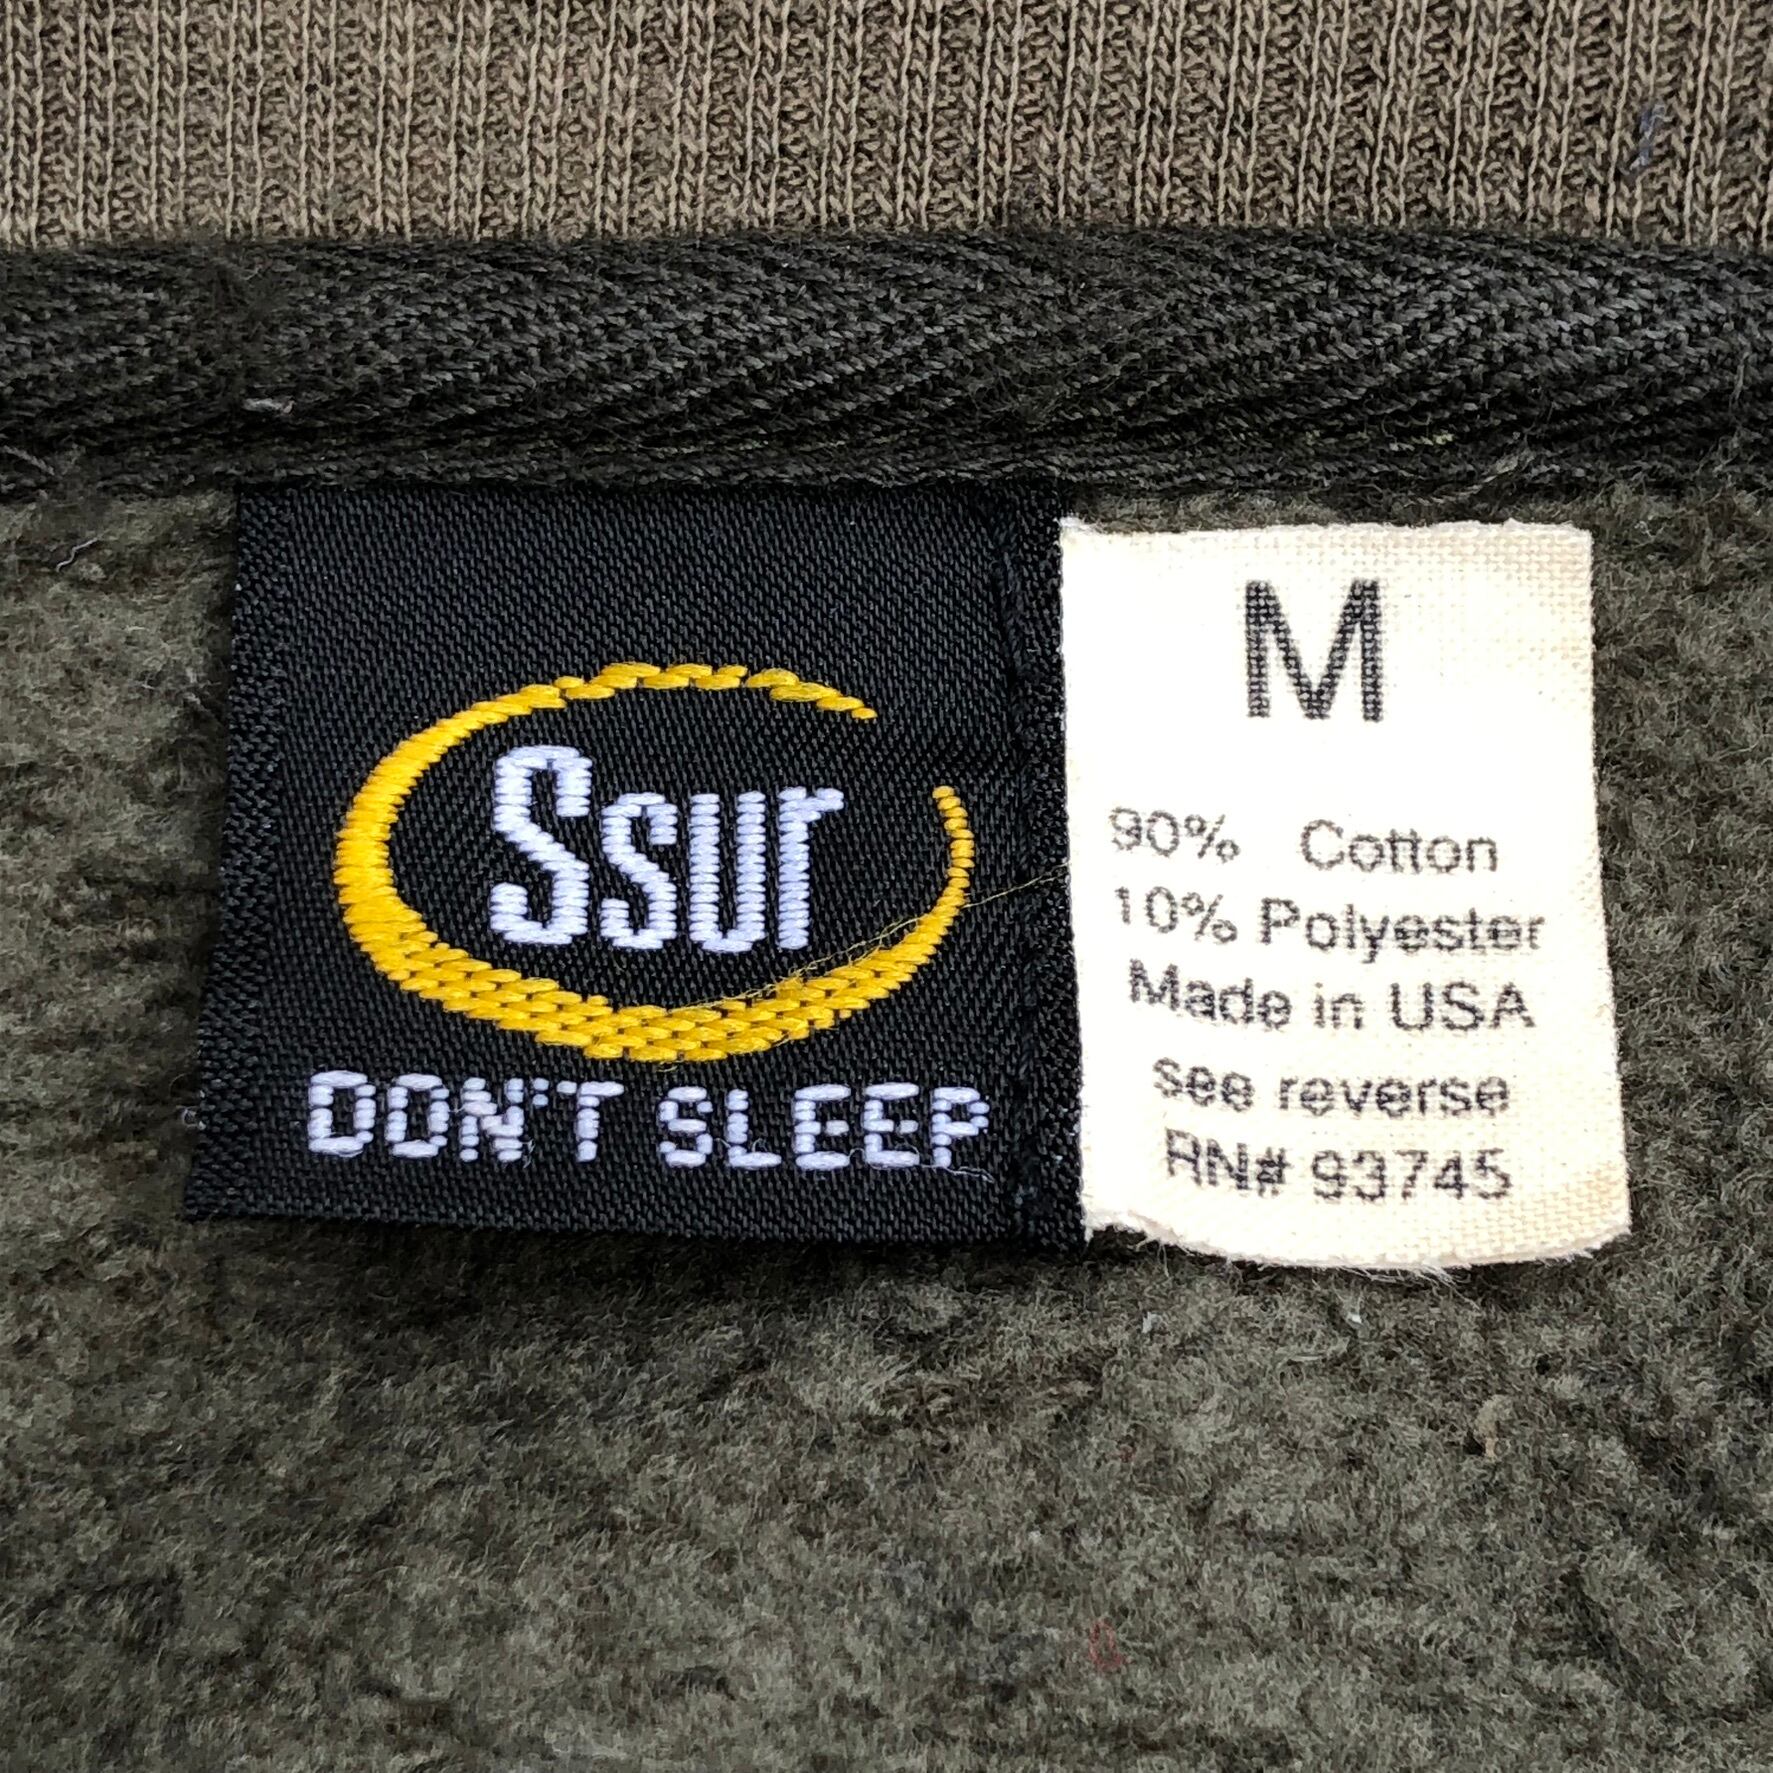 Ssur
DON'T SLEEP
M
90% Cotton
10% Polyester
Made in USA
see reverse
RN# 93745